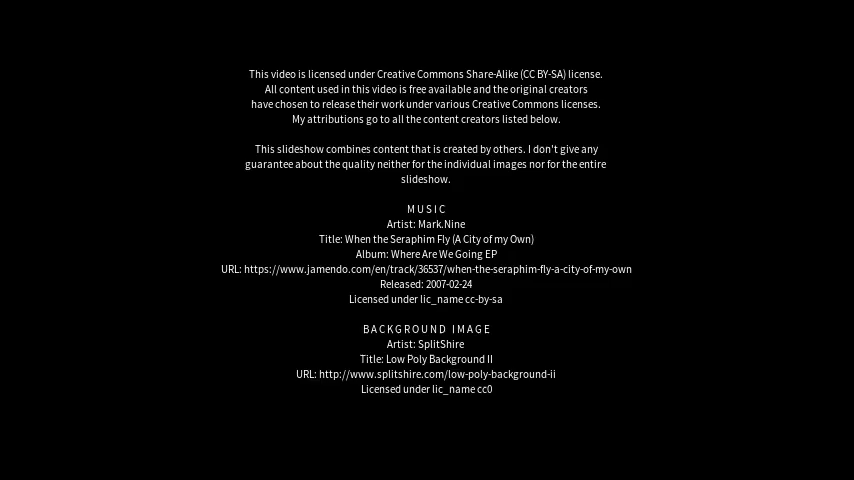 This video is licensed under Creative Commons Share-Alike (CC BY-SA) license.
All content used in this video is free available and the original creators
have chosen to release their work under various Creative Commons licenses.
My attributions go to all the content creators listed below.
This slideshow combines content that is created by others. I don't give any
guarantee about the quality neither for the individual images nor for the entire
slideshow.
MUSIC
Artist: Mark.Nine
Title: When the Seraphim Fly (A City of my Own)
Album: Where Are We Going EP
URL: https://www.jamendo.com/en/track/36537/when-the-seraphim-fly-a-city-of-my-own
Released: 2007-02-24
Licensed under lic_name cc-by-sa
BACKGROUND IMAGE
Artist: SplitShire
Title: Low Poly Background II
URL: http://www.splitshire.com/low-poly-background-ii
Licensed under lic_name cc0